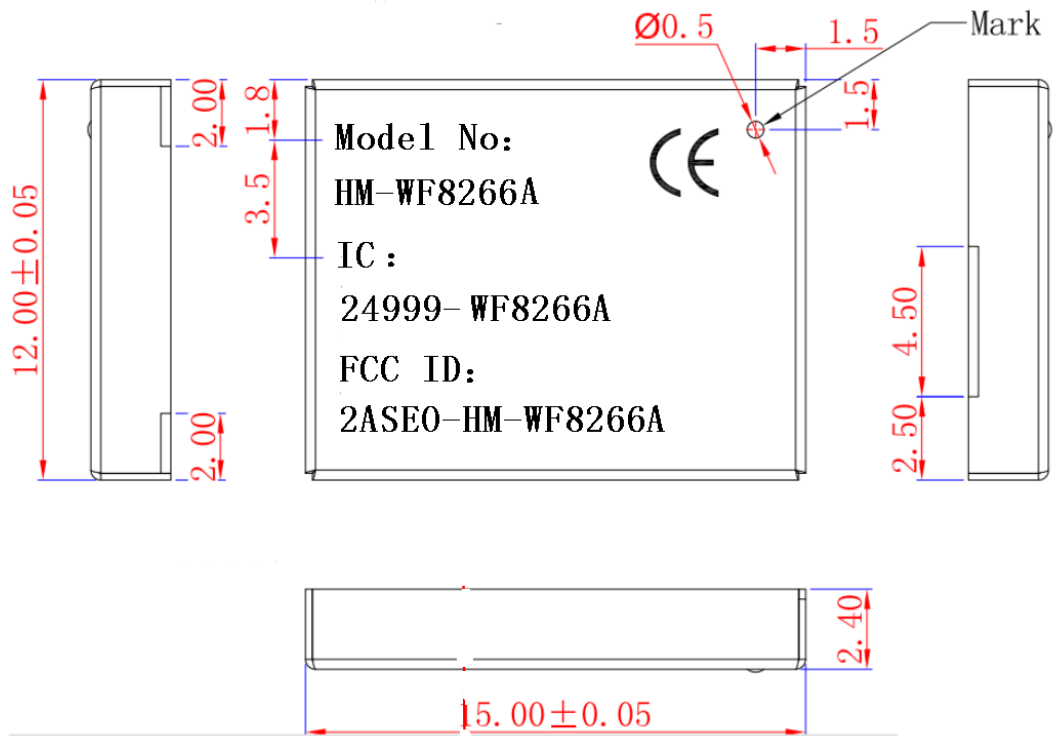 Ø0.5
1.5
Mark
2.00
1.8
1.5
Model No:
CE
HM-WF8266A
3.5
12.00±0.05
IC:
24999-WF8266A
4.50
FCC ID:
2ASEO-HM-WF8266A
2.00
2.50
2.40
15.00±0.05